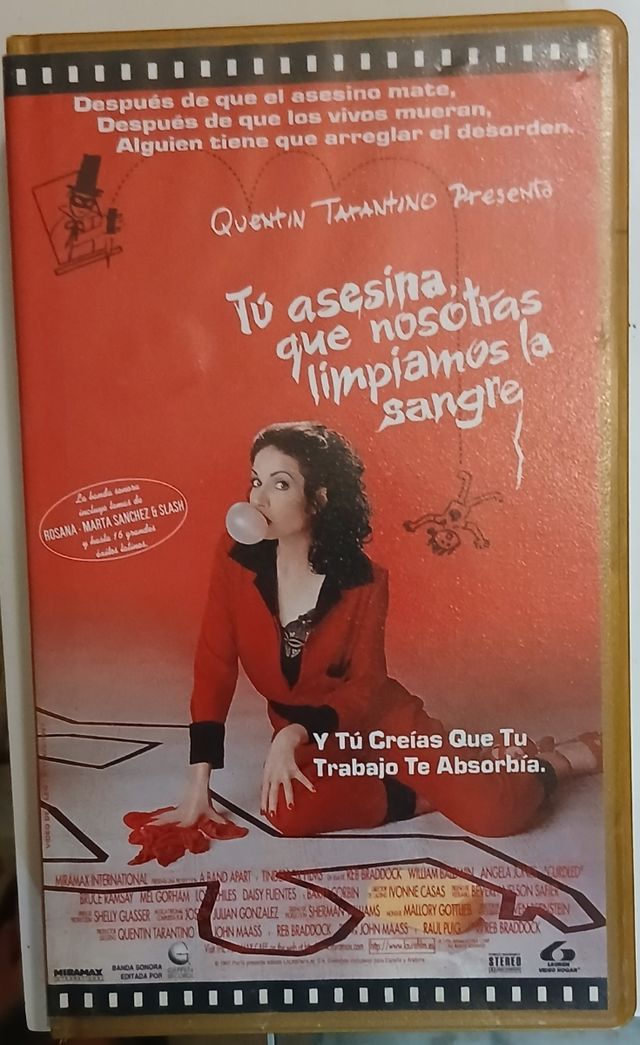 Después de que el asesino mate,
Después de que los vivos mueran,
Alguien tiene que arreglar el desorden.
QUENTIN TARANTINO Presenta
Tú asesina,
que nosotras
limpiamos la
sangre
La banda sonora
incluye temas de
ROSANA - MARTA SANCHEZ & SLASH
y hasta 16 grandes
éxitos latinos.
Y Tú Creías Que Tu
Trabajo Te Absorbía.
MIRAMAX INTERNATIONAL A BAND APART REB BRADDOCK WILLIAM ANGELA "CURDLED"
BRUCE RAMSAY MEL GORHAM DAISY FUENTES IVONNE CASAS
SHELLY GLASSER JULIAN GONZALEZ SHERMAN MALLORY GOTTLIEB
QUENTIN TARANTINO JOHN MAASS Y REB BRADDOCK JOHN MAASS Y RAUL PUIG REB BRADDOCK
MIRAMAX
BANDA SONORA
EDITADA POR
GEFFEN
STEREO
LAUREN
VIDEO HOGAR